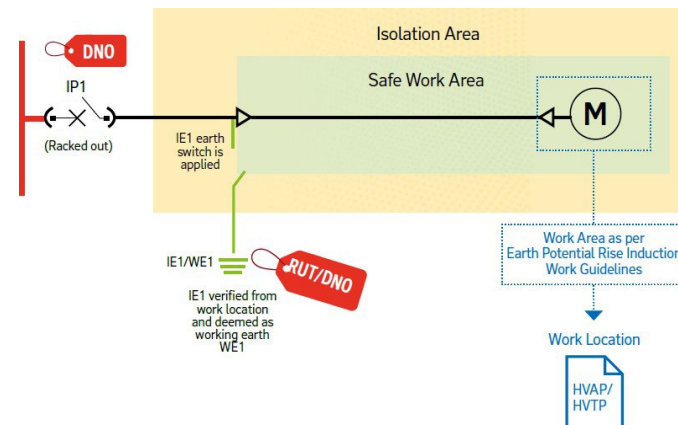 DNO
IP1
(Racked out)
Isolation Area
Safe Work Area
M
IE1 earth
switch is
applied
IE1/WE1
RUT/DNO
IE1 verified from
work location
and deemed as
working earth
WE1
Work Area as per
Earth Potential Rise Induction
Work Guidelines
Work Location
HVAP/
HVTP